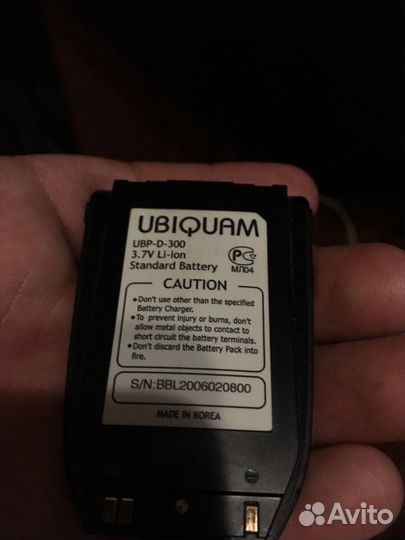 UBIQUAM
UBP-D-300
3.7V Li-ion
Standard Battery
РС
МЛ04
CAUTION
•Don't use other than the specified
Battery Charger.
•To prevent injury or burns, don't
allow metal objects to contact to
short circuit the battery terminals.
•Don't discard the Battery Pack into
fire.
S/N:BBL2006020800
MADE IN KOREA
Avito